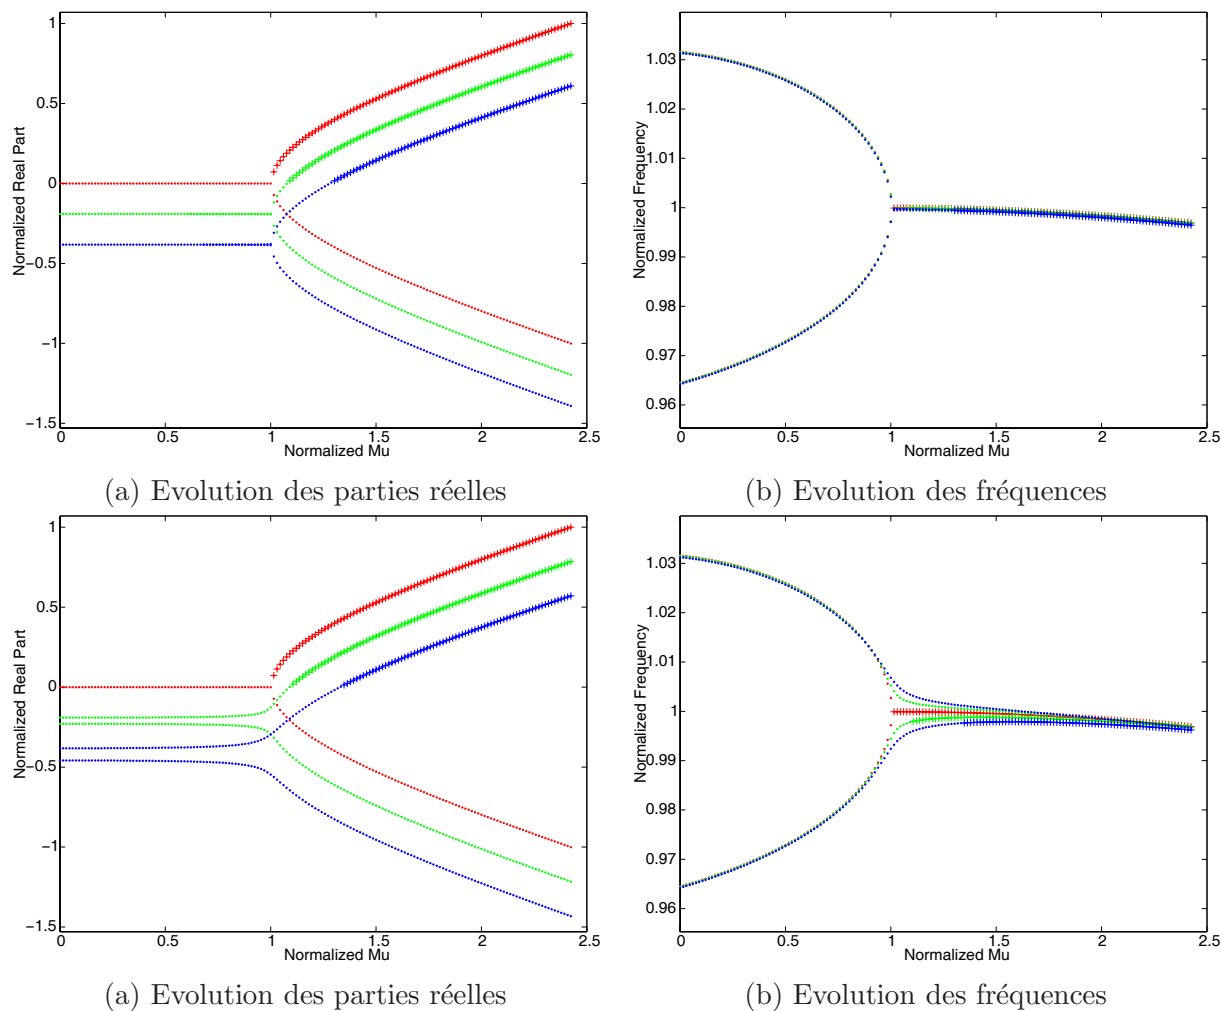 1
0.5
0
−0.5
−1
−1.5
Normalized Real Part
0 0.5 1 1.5 2 2.5
Normalized Mu
(a) Evolution des parties réelles
1.03
1.02
1.01
1
0.99
0.98
0.97
0.96
Normalized Frequency
0 0.5 1 1.5 2 2.5
Normalized Mu
(b) Evolution des fréquences
1
0.5
0
−0.5
−1
−1.5
Normalized Real Part
0 0.5 1 1.5 2 2.5
Normalized Mu
(a) Evolution des parties réelles
1.03
1.02
1.01
1
0.99
0.98
0.97
0.96
Normalized Frequency
0 0.5 1 1.5 2 2.5
Normalized Mu
(b) Evolution des fréquences